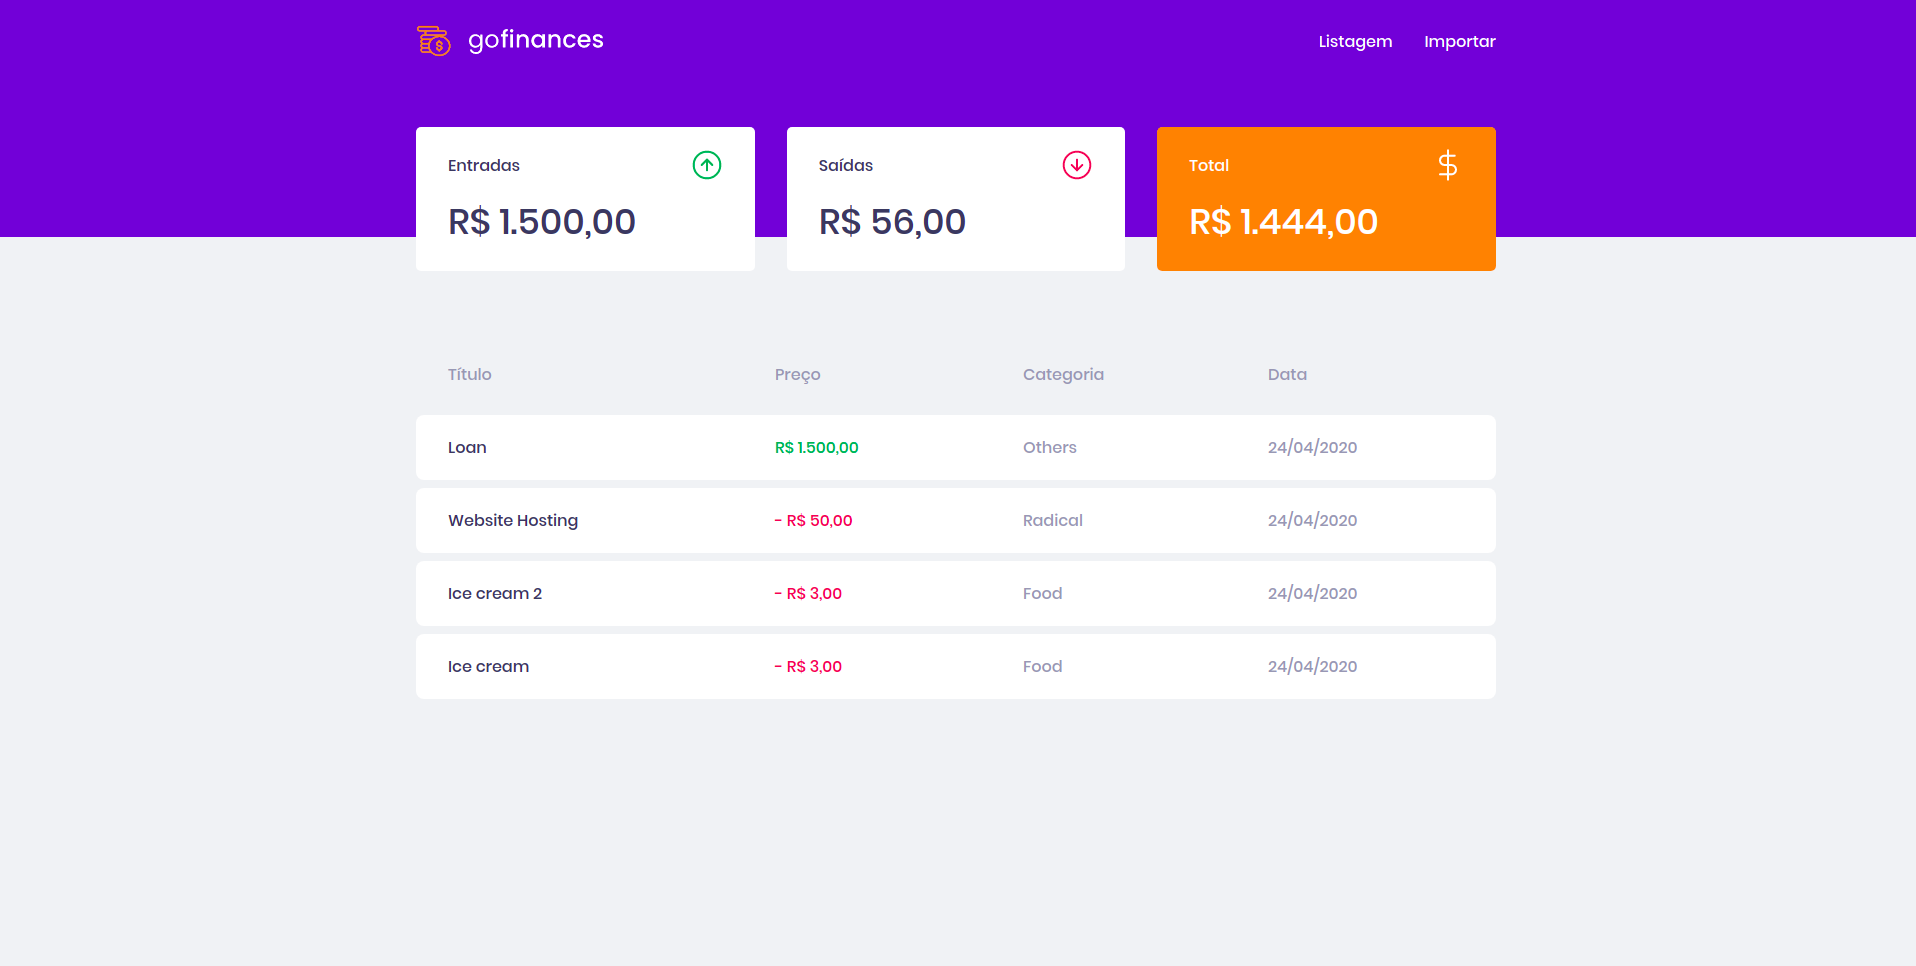 gofinances
Listagem Importar
Entradas
R$ 1.500,00
Saídas
R$ 56,00
Total
$
R$ 1.444,00
Título Preço Categoria Data
Loan R$ 1.500,00 Others 24/04/2020
Website Hosting - R$ 50,00 Radical 24/04/2020
Ice cream 2 - R$ 3,00 Food 24/04/2020
Ice cream - R$ 3,00 Food 24/04/2020